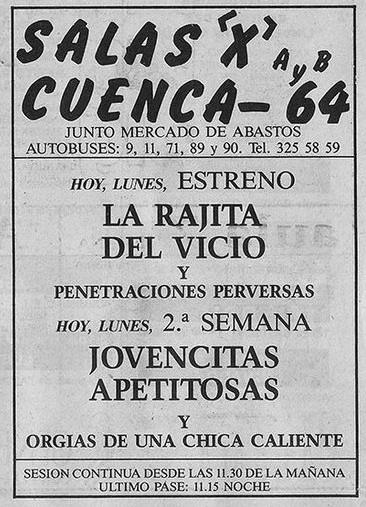 SALAS "X" A y B
CUENCA-64
JUNTO MERCADO DE ABASTOS
AUTOBUSES: 9, 11, 71, 89 y 90. Tel. 325 58 59
HOY, LUNES, ESTRENO
LA RAJITA
DEL VICIO
Y
PENETRACIONES PERVERSAS
HOY, LUNES, 2.ª SEMANA
JOVENCITAS
APETITOSAS
Y
ORGIAS DE UNA CHICA CALIENTE
SESION CONTINUA DESDE LAS 11.30 DE LA MAÑANA
ULTIMO PASE: 11.15 NOCHE